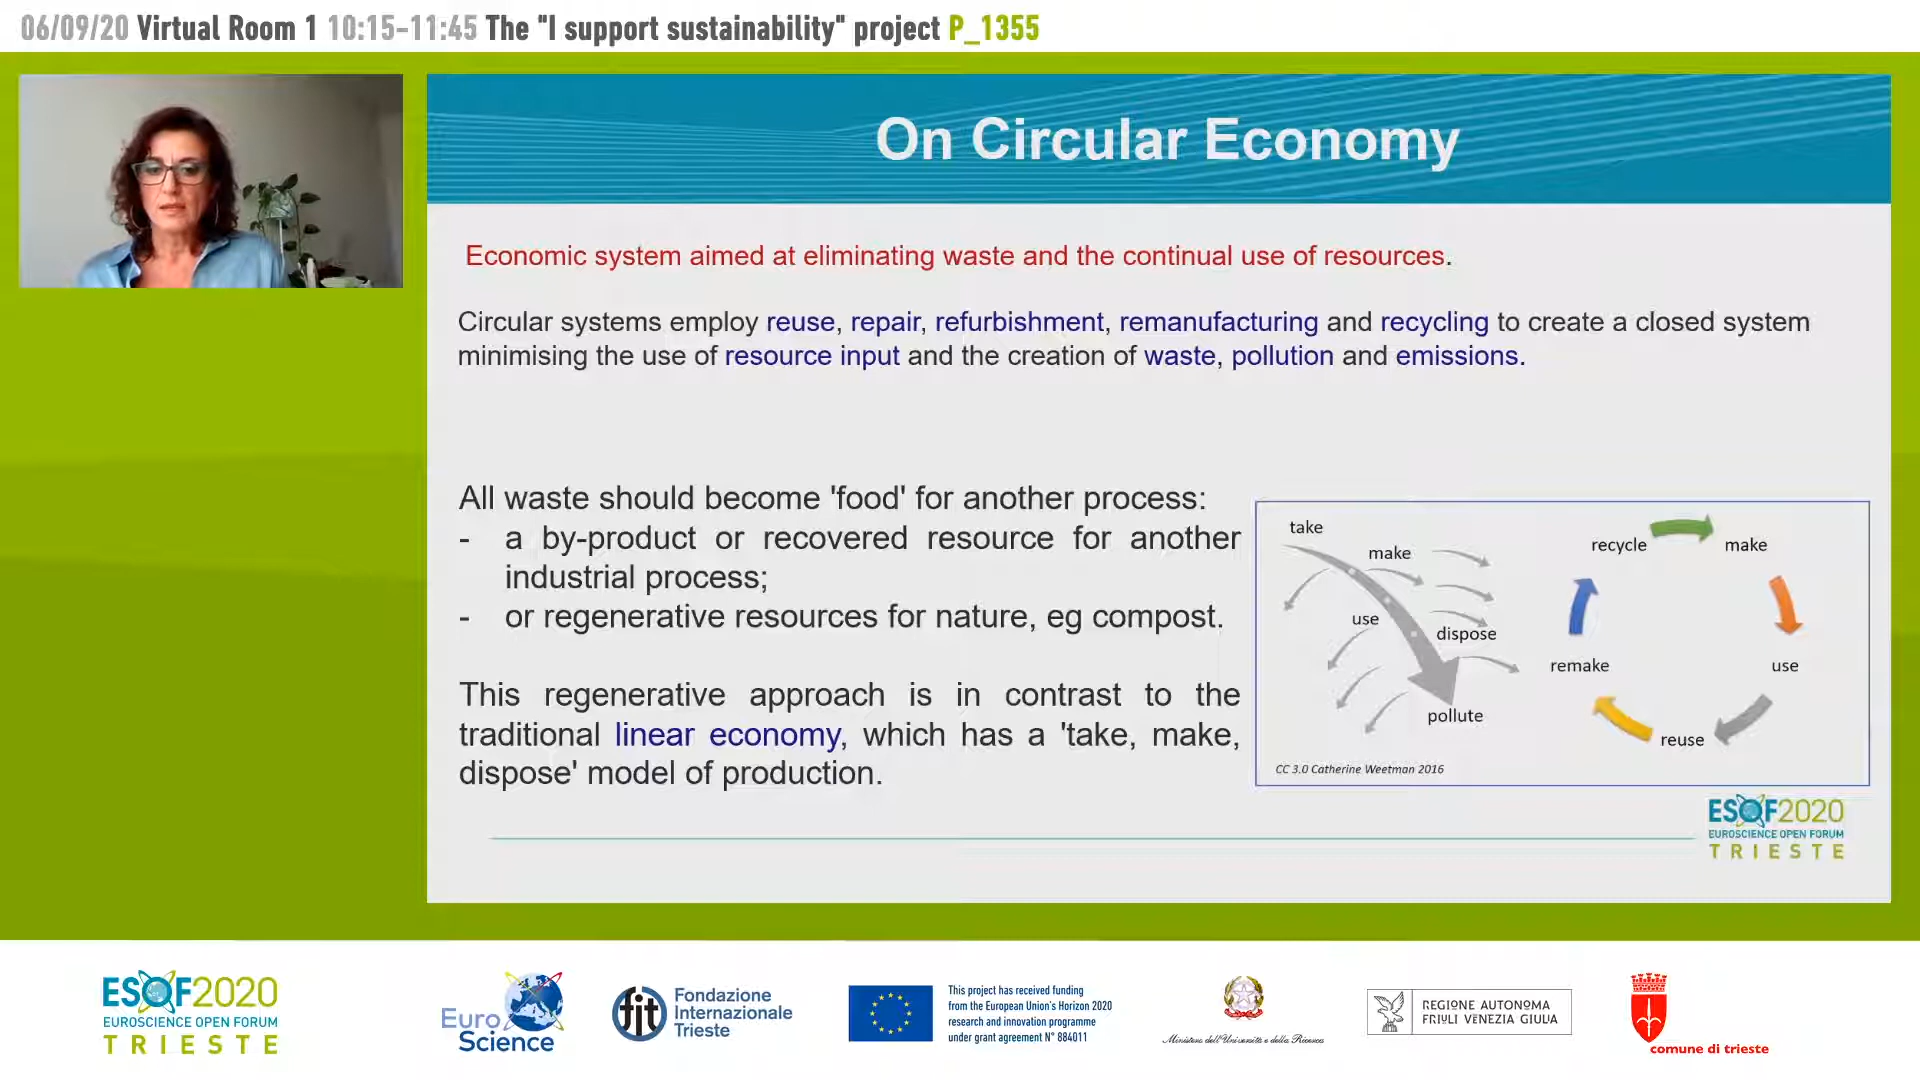 06/09/20 Virtual Room 1 10:15-11:45 The "I support sustainability" project P_1355
On Circular Economy
Economic system aimed at eliminating waste and the continual use of resources.
Circular systems employ reuse, repair, refurbishment, remanufacturing and recycling to create a closed system
minimising the use of resource input and the creation of waste, pollution and emissions.
All waste should become 'food' for another process:
- a by-product or recovered resource for another
industrial process;
- or regenerative resources for nature, eg compost.
This regenerative approach is in contrast to the
traditional linear economy, which has a 'take, make,
dispose' model of production.
take
make
use
dispose
pollute
recycle
make
use
reuse
remake
CC 3.0 Catherine Weetman 2016
ESOF2020
EUROSCIENCE OPEN FORUM
TRIESTE
ESOF2020
EUROSCIENCE OPEN FORUM
TRIESTE
Euro
Science
fit
Fondazione
Internazionale
Trieste
This project has received funding
from the European Union's Horizon 2020
research and innovation programme
under grant agreement N° 884011
Ministero dell'Università e della Ricerca
REGIONE AUTONOMA
FRIULI VENEZIA GIULIA
comune di trieste